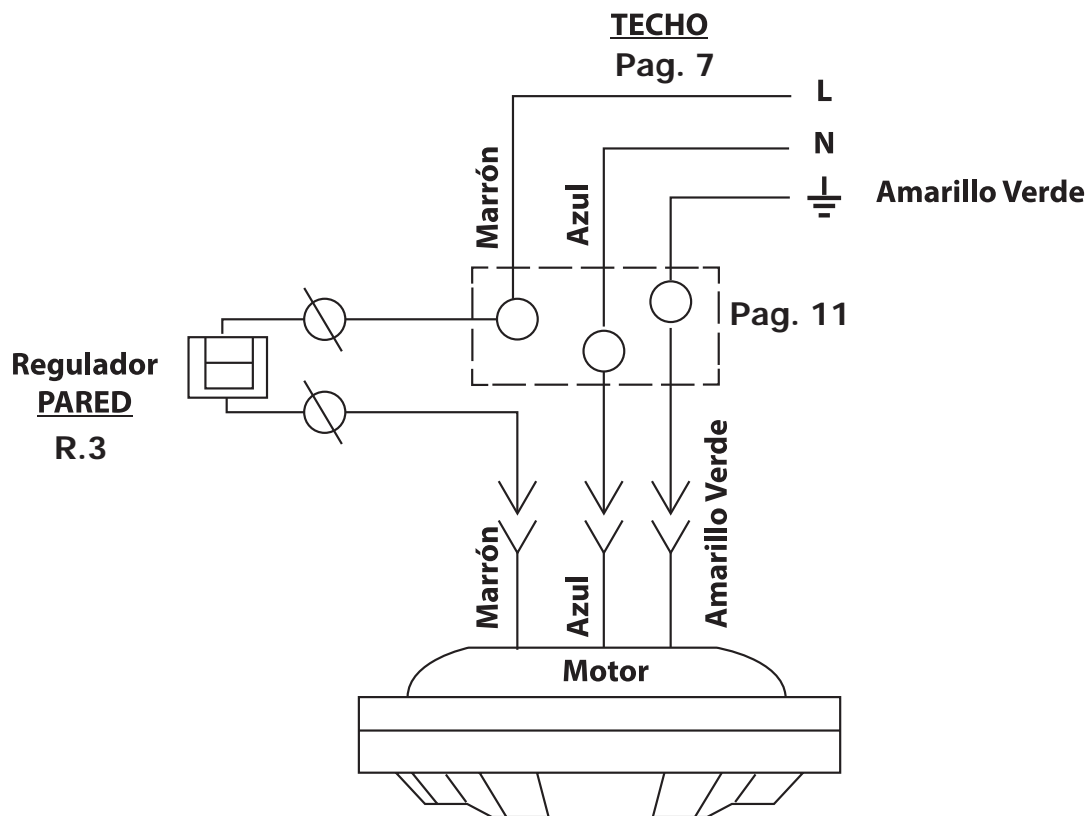 TECHO
Pag. 7
L
N
Amarillo Verde
Marrón
Azul
Pag. 11
Regulador
PARED
R.3
Marrón
Azul
Amarillo Verde
Motor